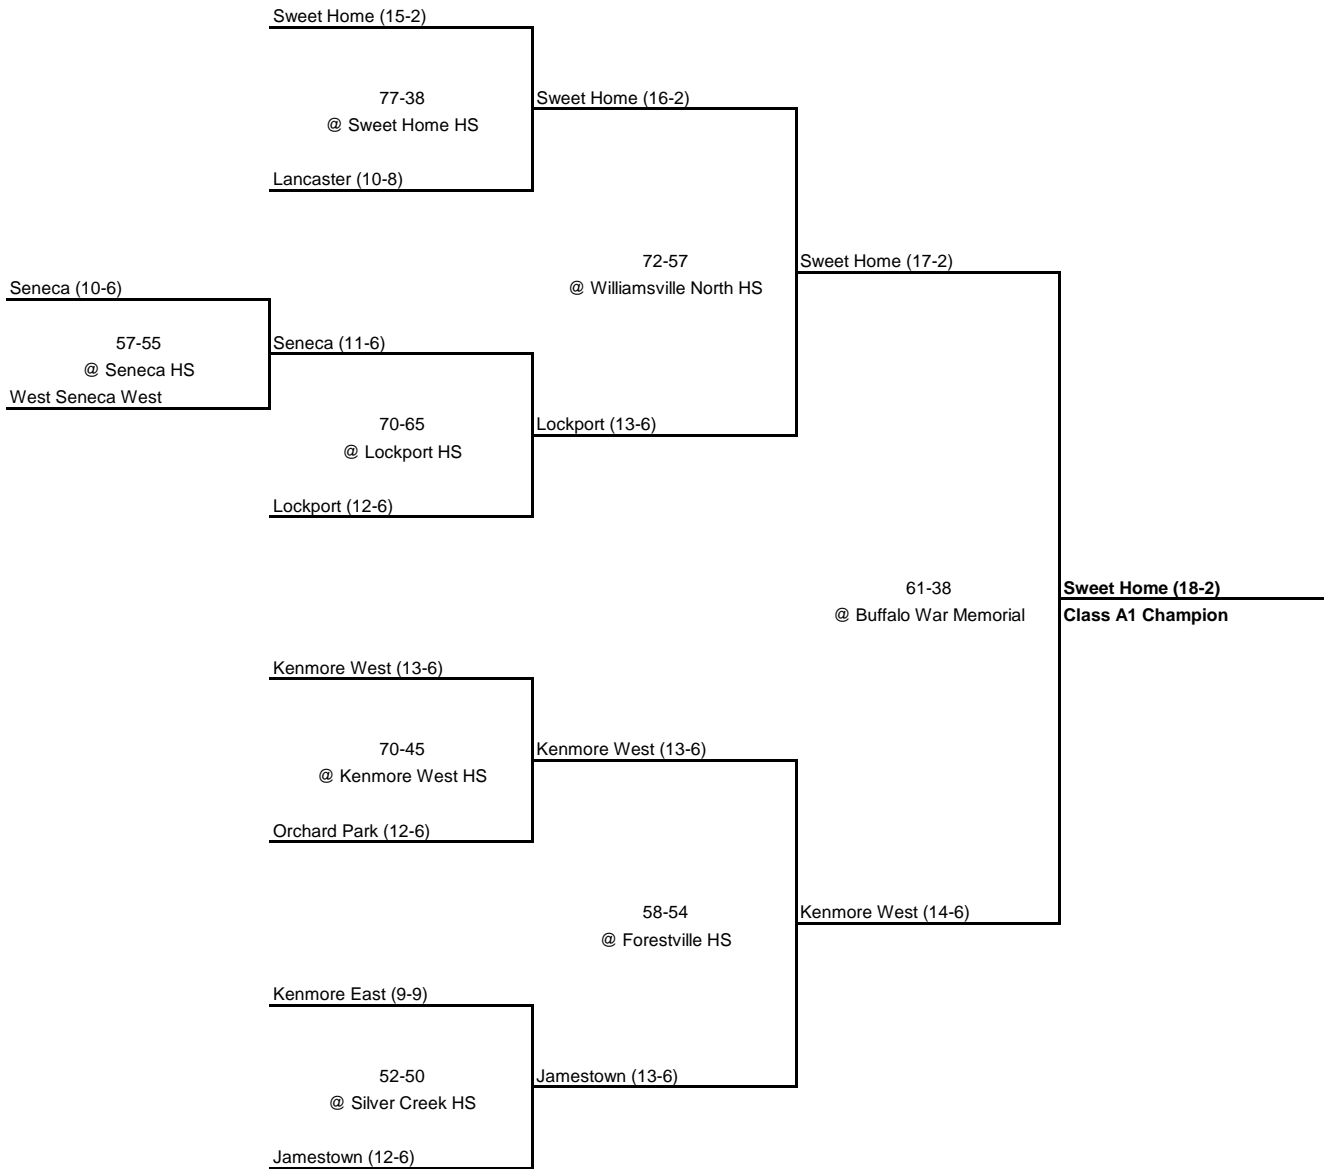 Sweet Home (15-2)
77-38
@ Sweet Home HS
Sweet Home (16-2)
Lancaster (10-8)
72-57
@ Williamsville North HS
Sweet Home (17-2)
Seneca (10-6)
57-55
@ Seneca HS
West Seneca West
Seneca (11-6)
70-65
@ Lockport HS
Lockport (13-6)
Lockport (12-6)
61-38
@ Buffalo War Memorial
Sweet Home (18-2)
Class A1 Champion
Kenmore West (13-6)
70-45
@ Kenmore West HS
Kenmore West (13-6)
Orchard Park (12-6)
58-54
@ Forestville HS
Kenmore West (14-6)
Kenmore East (9-9)
52-50
@ Silver Creek HS
Jamestown (13-6)
Jamestown (12-6)